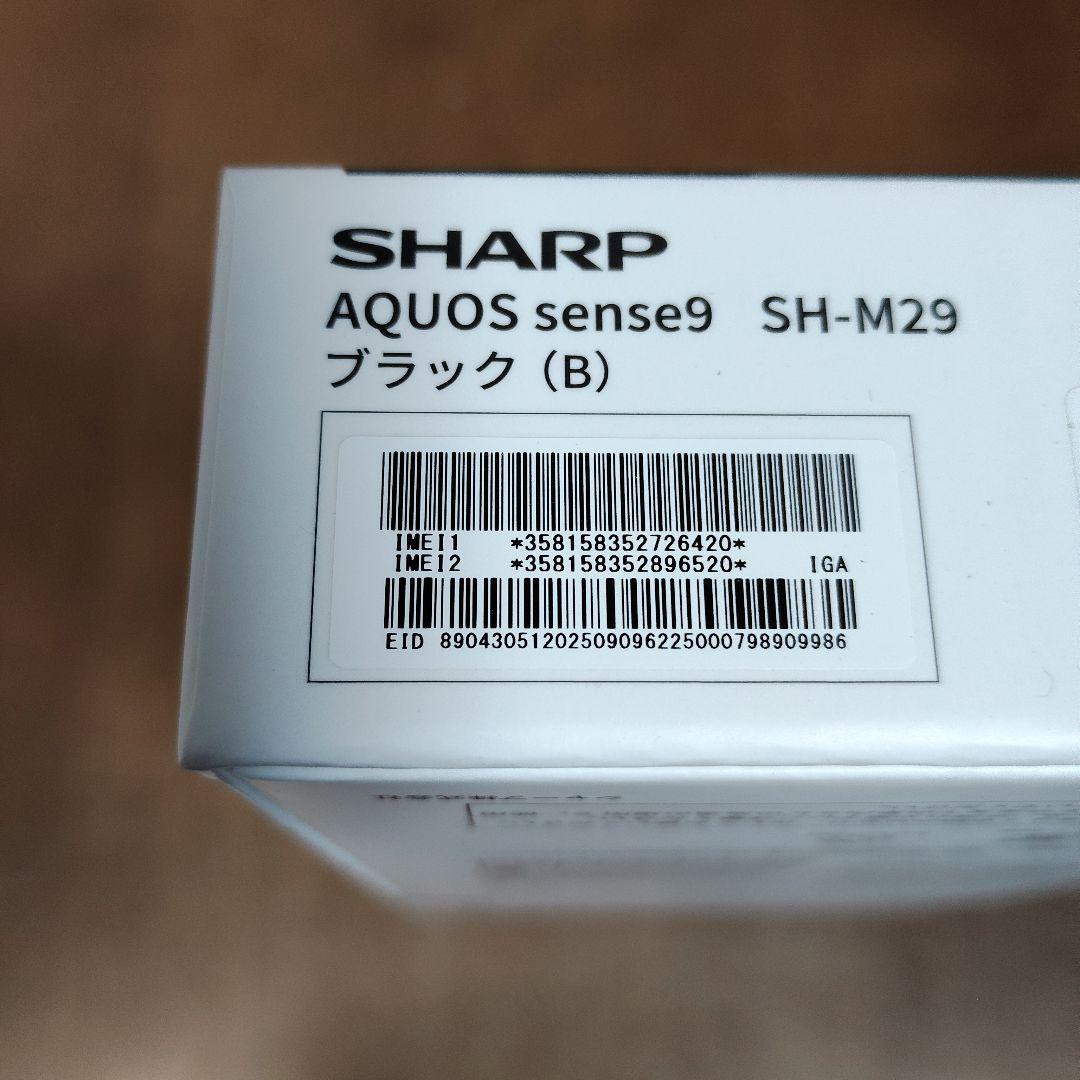 SHARP
AQUOS sense9 SH-M29
ブラック（B）
IMEI1 *358158352726420*
IMEI2 *358158352896520* IGA
EID 89043051202509096225000798909986